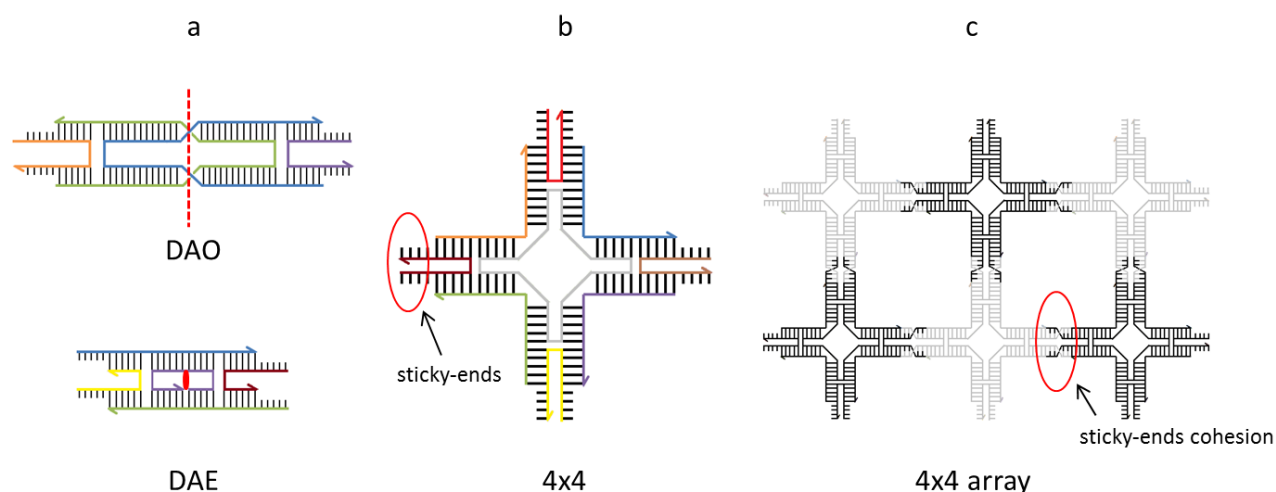 a
b
c
DAO
sticky-ends
sticky-ends cohesion
DAE
4x4
4x4 array